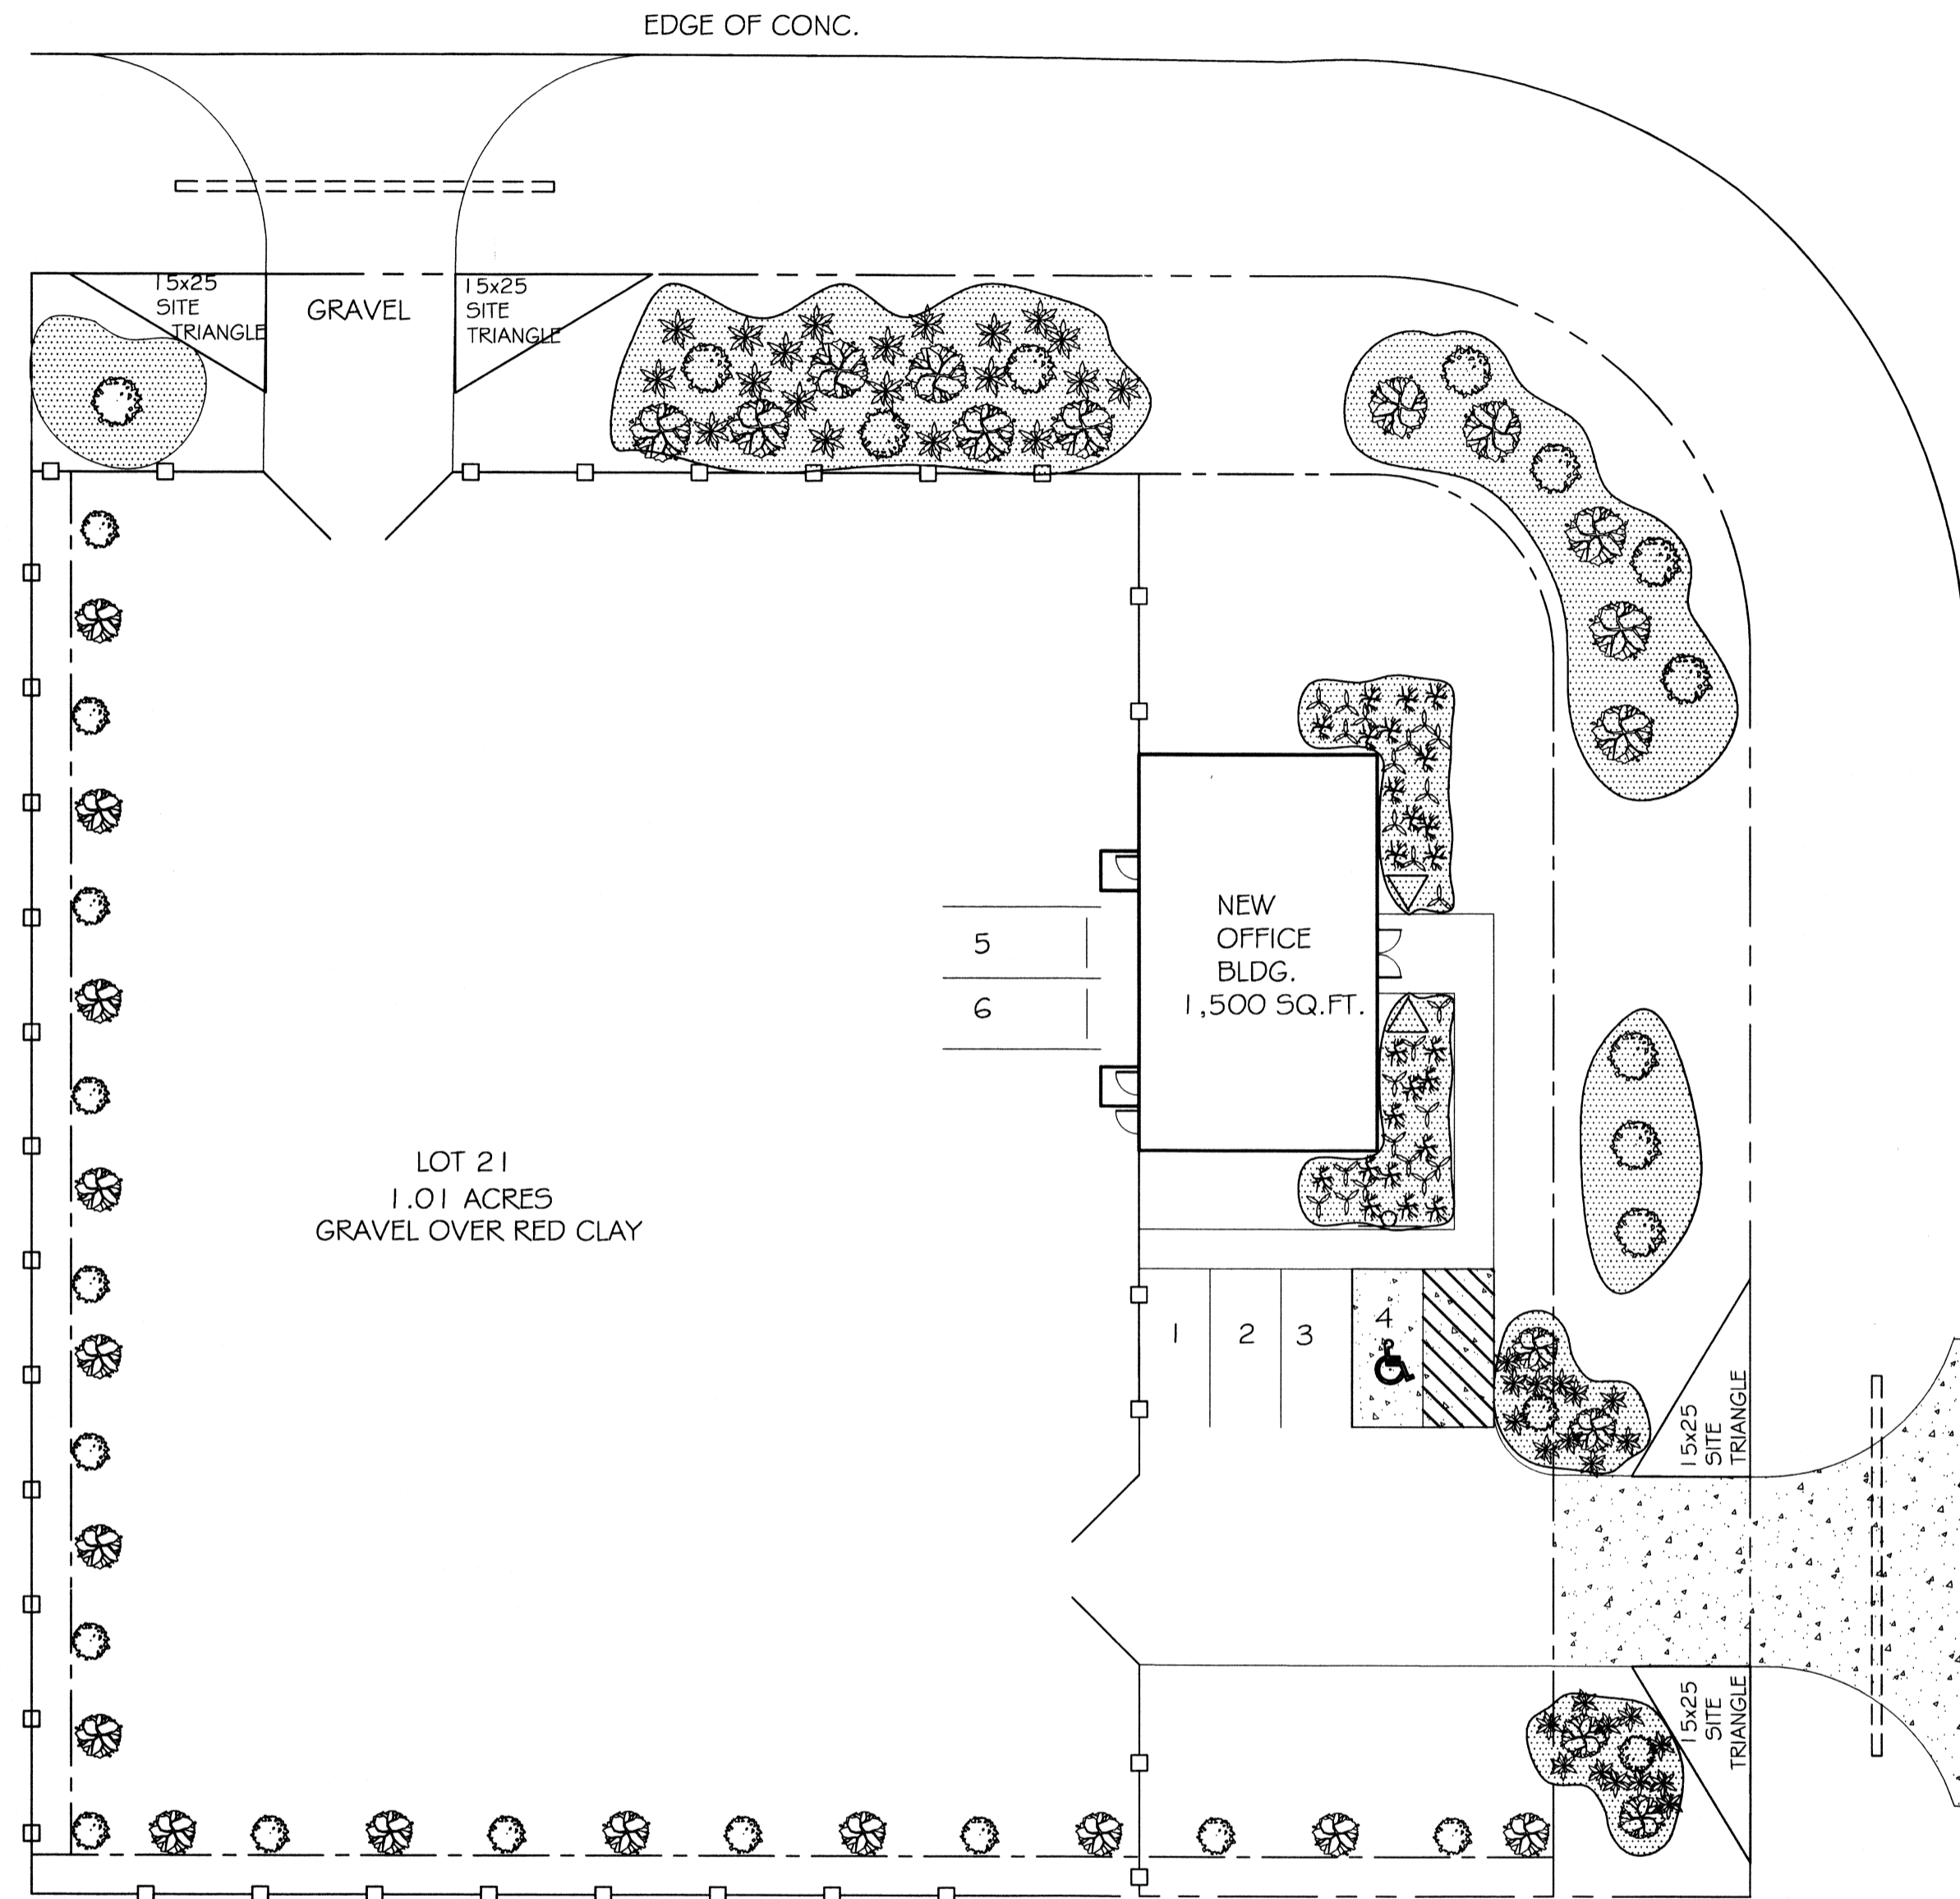 EDGE OF CONC.
15x25
SITE
TRIANGLE
GRAVEL
15x25
SITE
TRIANGLE
NEW
OFFICE
BLDG.
1,500 SQ.FT.
5
6
LOT 21
1.01 ACRES
GRAVEL OVER RED CLAY
1
2
3
4
15x25
SITE
TRIANGLE
15x25
SITE
TRIANGLE